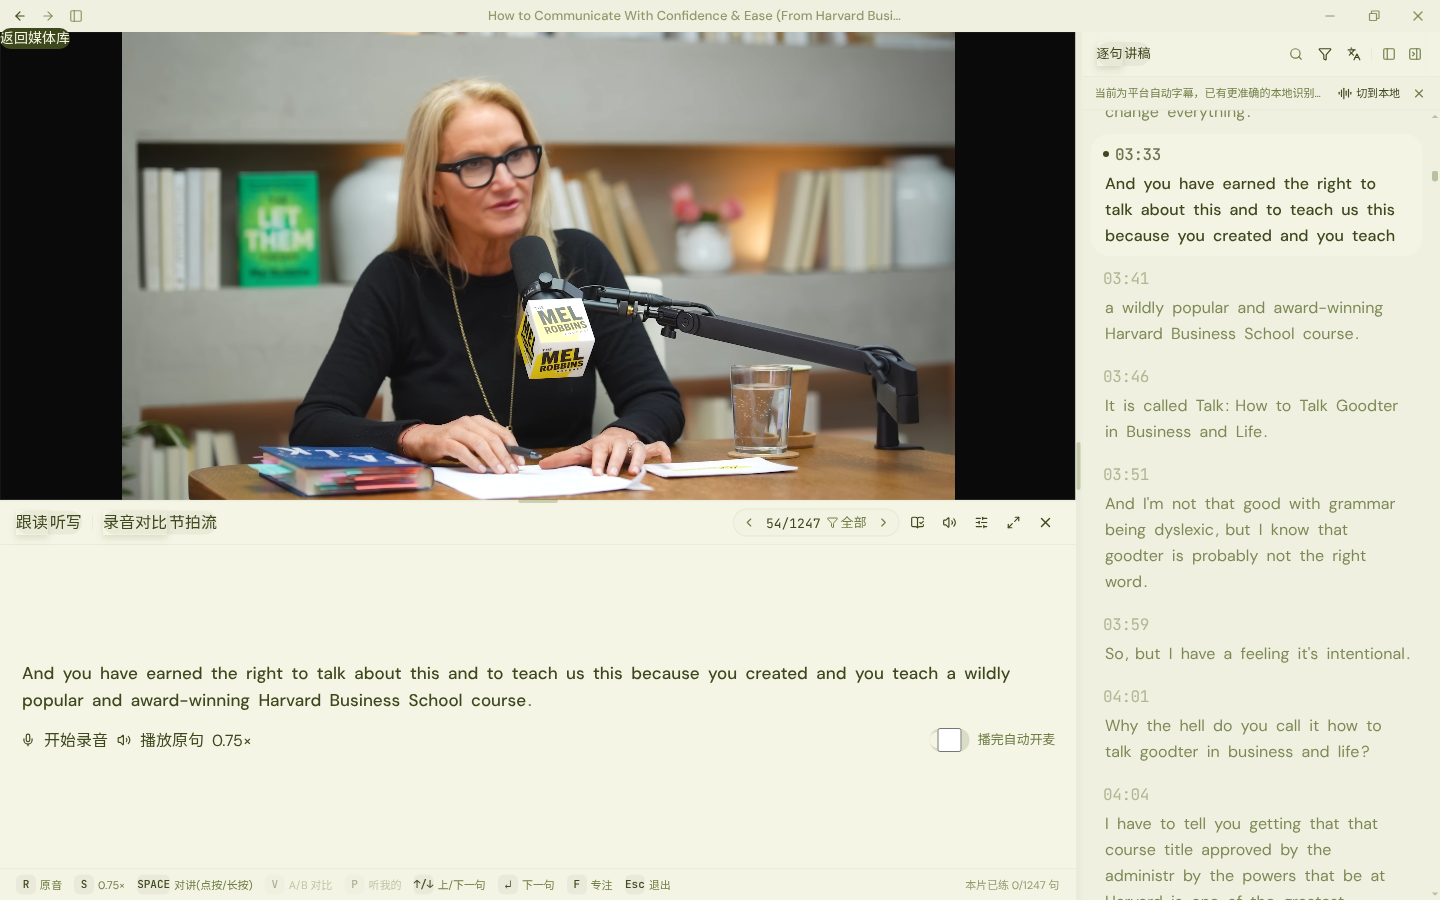 How to Communicate With Confidence & Ease (From Harvard Busi...
返回媒体库
LET
THEM
THE
MEL
ROBBINS
THE
MEL
ROBBINS
TALK
逐句讲稿
当前为平台自动字幕，已有更准确的本地识别... 切到本地
change everything.
03:33
And you have earned the right to
talk about this and to teach us this
because you created and you teach
03:41
a wildly popular and award-winning
Harvard Business School course.
03:46
It is called Talk: How to Talk Goodter
in Business and Life.
03:51
And I'm not that good with grammar
being dyslexic, but I know that
goodter is probably not the right
word.
03:59
So, but I have a feeling it's intentional.
04:01
Why the hell do you call it how to
talk goodter in business and life?
04:04
I have to tell you getting that that
course title approved by the
administr by the powers that be at
Harvard is one of the greatest
跟读 听写 录音对比 节拍流
54/1247 全部
And you have earned the right to talk about this and to teach us this because you created and you teach a wildly
popular and award-winning Harvard Business School course.
开始录音 播放原句 0.75×
播完自动开麦
R 原音 S 0.75× SPACE 对讲(点按/长按) V A/B 对比 P 听我的 ↑/↓ 上/下一句 ↵ 下一句 F 专注 Esc 退出
本片已练 0/1247 句